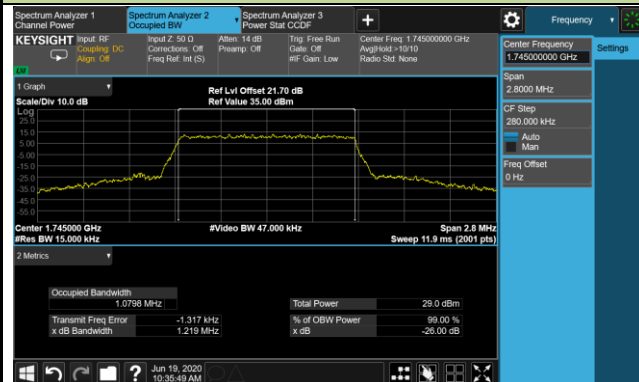 Spectrum Analyzer 1
Channel Power
Spectrum Analyzer 2
Occupied BW
Spectrum Analyzer 3
Power Stat CCDF
Frequency
KEYSIGHT
Input: RF
Coupling: DC
Align: Off
Input Z: 50 Ω
Corrections: Off
Freq Ref: Int (S)
Atten: 14 dB
Preamp: Off
Trig: Free Run
Gate: Off
#IF Gain: Low
Center Freq: 1.745000000 GHz
Avg|Hold:>10/10
Radio Std: None
Center Frequency
1.745000000 GHz
Settings
Span
2.8000 MHz
CF Step
280.000 kHz
Auto
Man
Freq Offset
0 Hz
1 Graph
Scale/Div 10.0 dB
Ref Lvl Offset 21.70 dB
Ref Value 35.00 dBm
Log
25.0
15.0
5.00
-5.00
-15.0
-25.0
-35.0
-45.0
-55.0
Center 1.745000 GHz
#Video BW 47.000 kHz
Span 2.8 MHz
#Res BW 15.000 kHz
Sweep 11.9 ms (2001 pts)
2 Metrics
Occupied Bandwidth
1.0798 MHz
Total Power
29.0 dBm
Transmit Freq Error
-1.317 kHz
% of OBW Power
99.00 %
x dB Bandwidth
1.219 MHz
x dB
-26.00 dB
?
Jun 19, 2020
10:35:49 AM